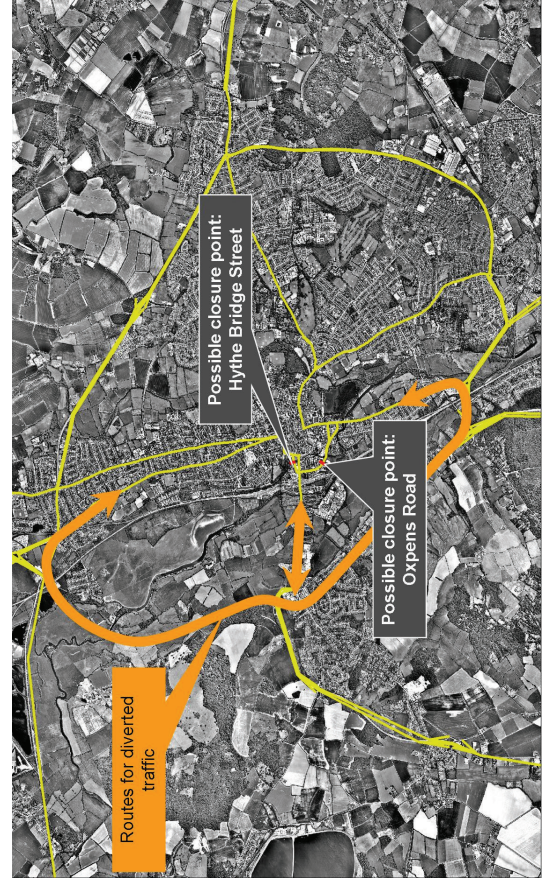 Possible closure point:
Hythe Bridge Street
Possible closure point:
Oxpens Road
Routes for diverted
traffic